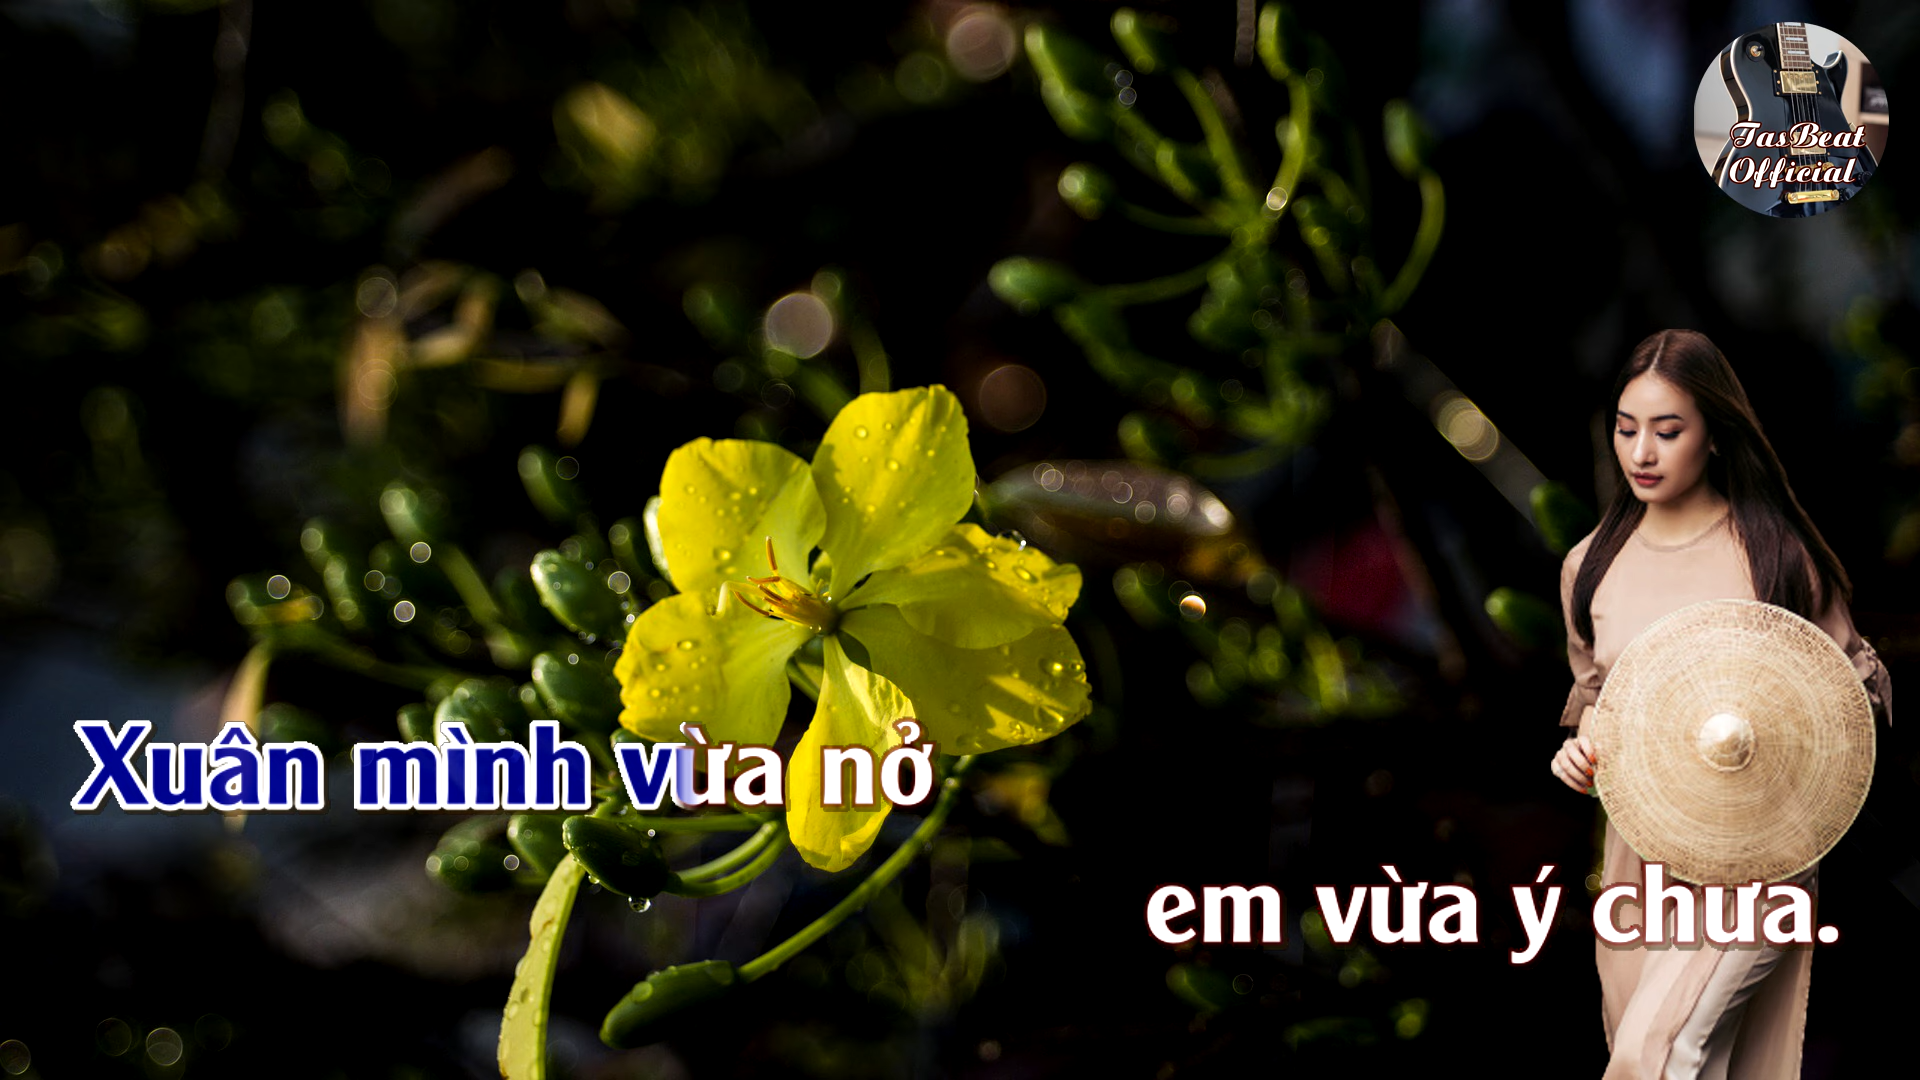 TasBeat
Official
Xuân mình vừa nở
em vừa ý chưa.